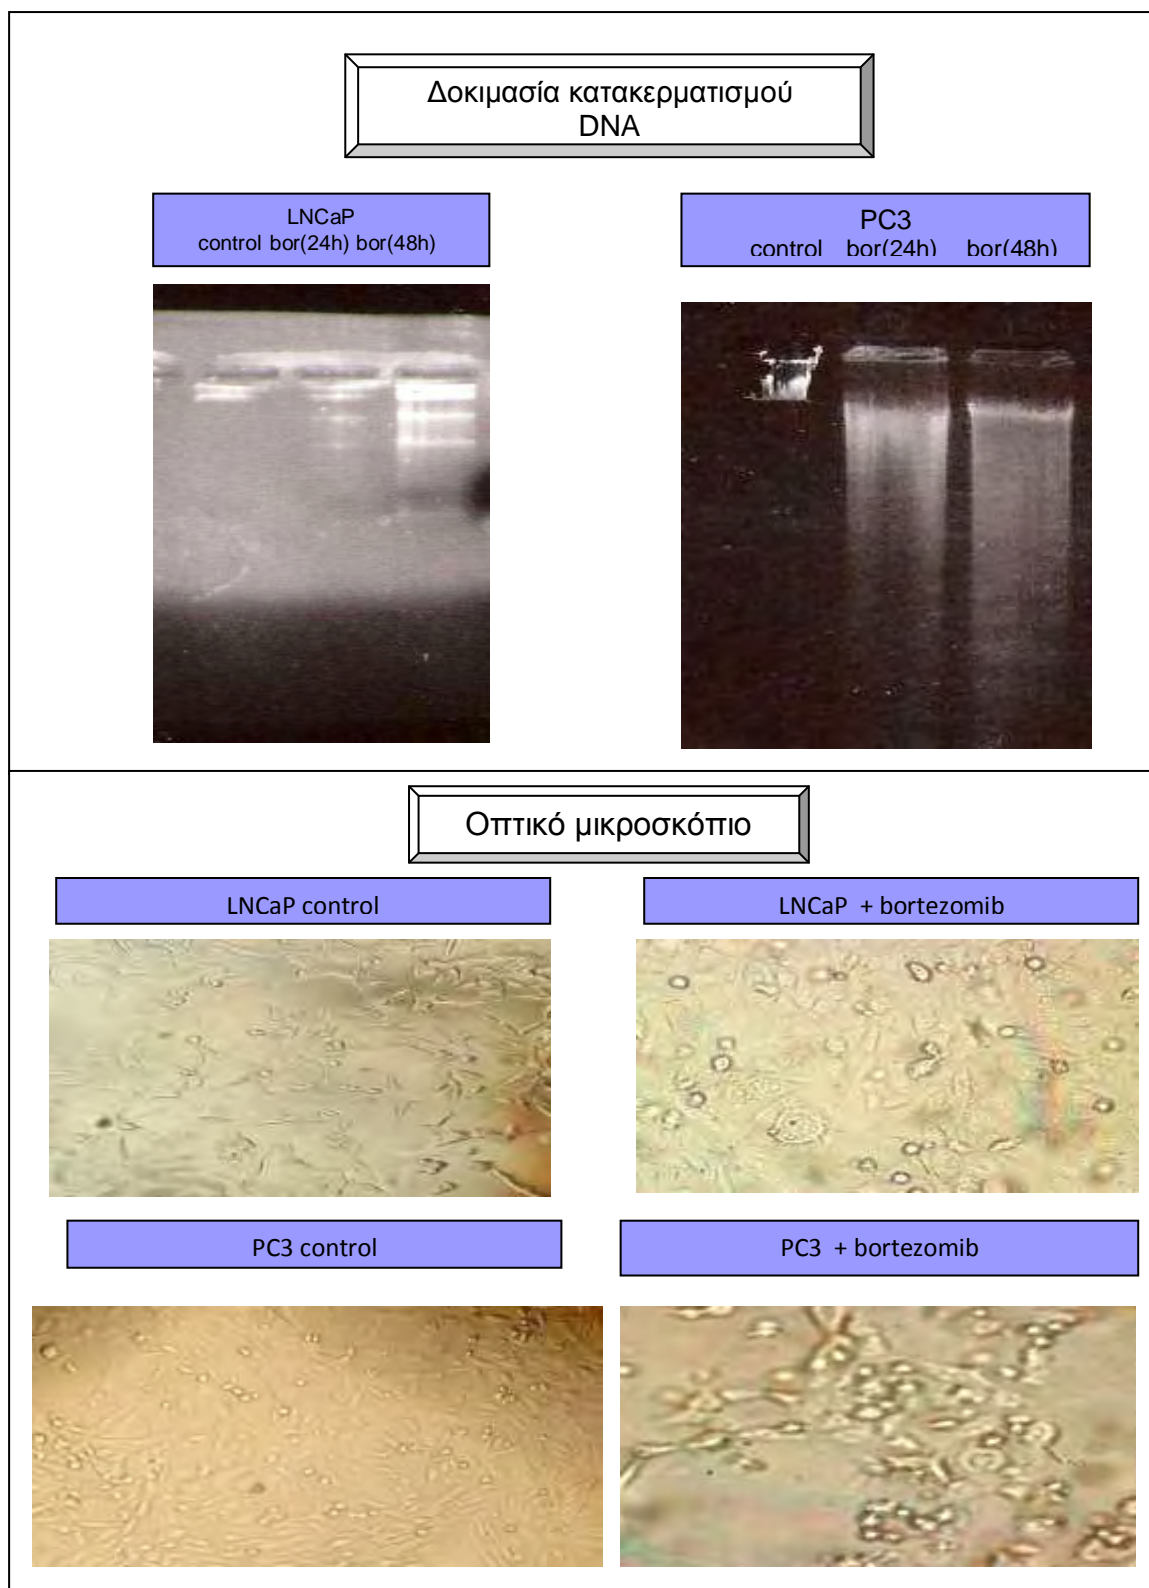 Δοκιμασία κατακερματισμού
DNA
LNCaP
control bor(24h) bor(48h)
PC3
control bor(24h) bor(48h)
Οπτικό μικροσκόπιο
LNCaP control
LNCaP + bortezomib
PC3 control
PC3 + bortezomib